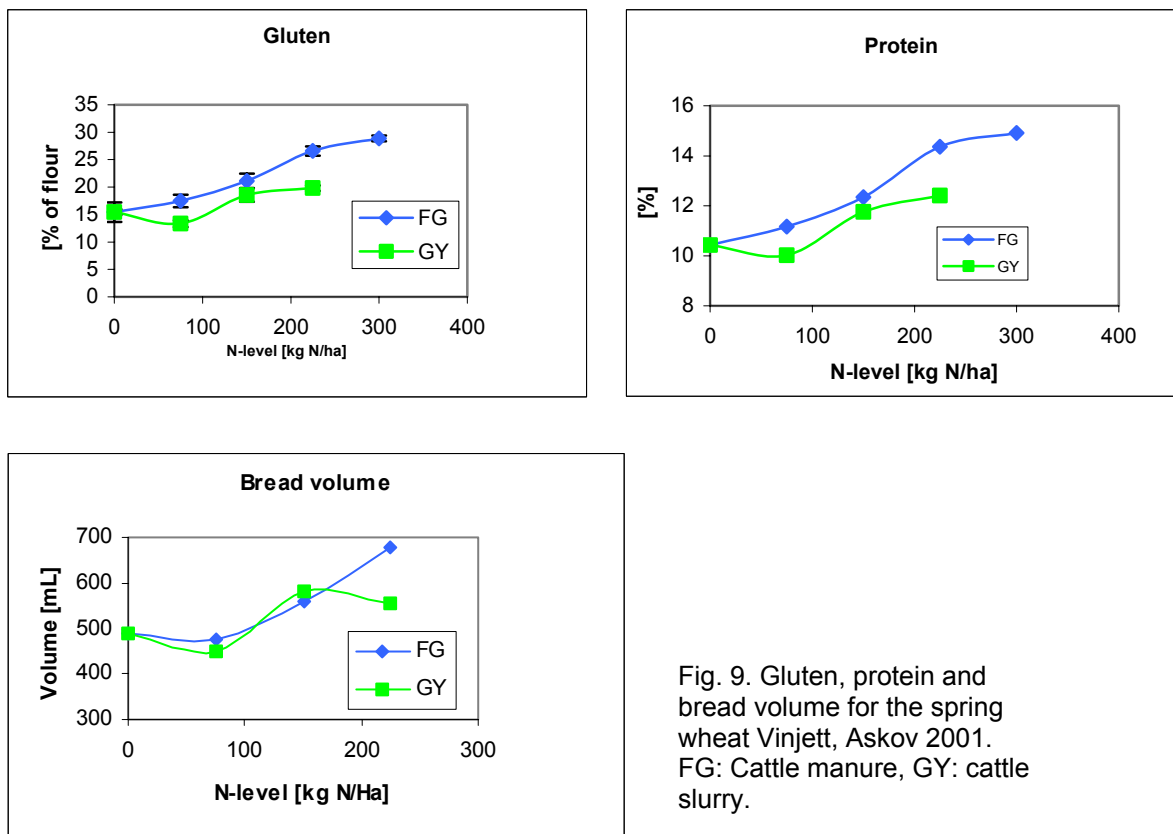 Gluten
35
30
25
20
15
10
5
0
[% of flour]
0 100 200 300 400
N-level [kg N/ha]
FG
GY
Protein
16
14
12
10
8
6
[%]
0 100 200 300 400
N-level [kg N/ha]
FG
GY
Bread volume
700
600
500
400
300
Volume [mL]
0 100 200 300
N-level [kg N/Ha]
FG
GY
Fig. 9. Gluten, protein and
bread volume for the spring
wheat Vinjett, Askov 2001.
FG: Cattle manure, GY: cattle
slurry.